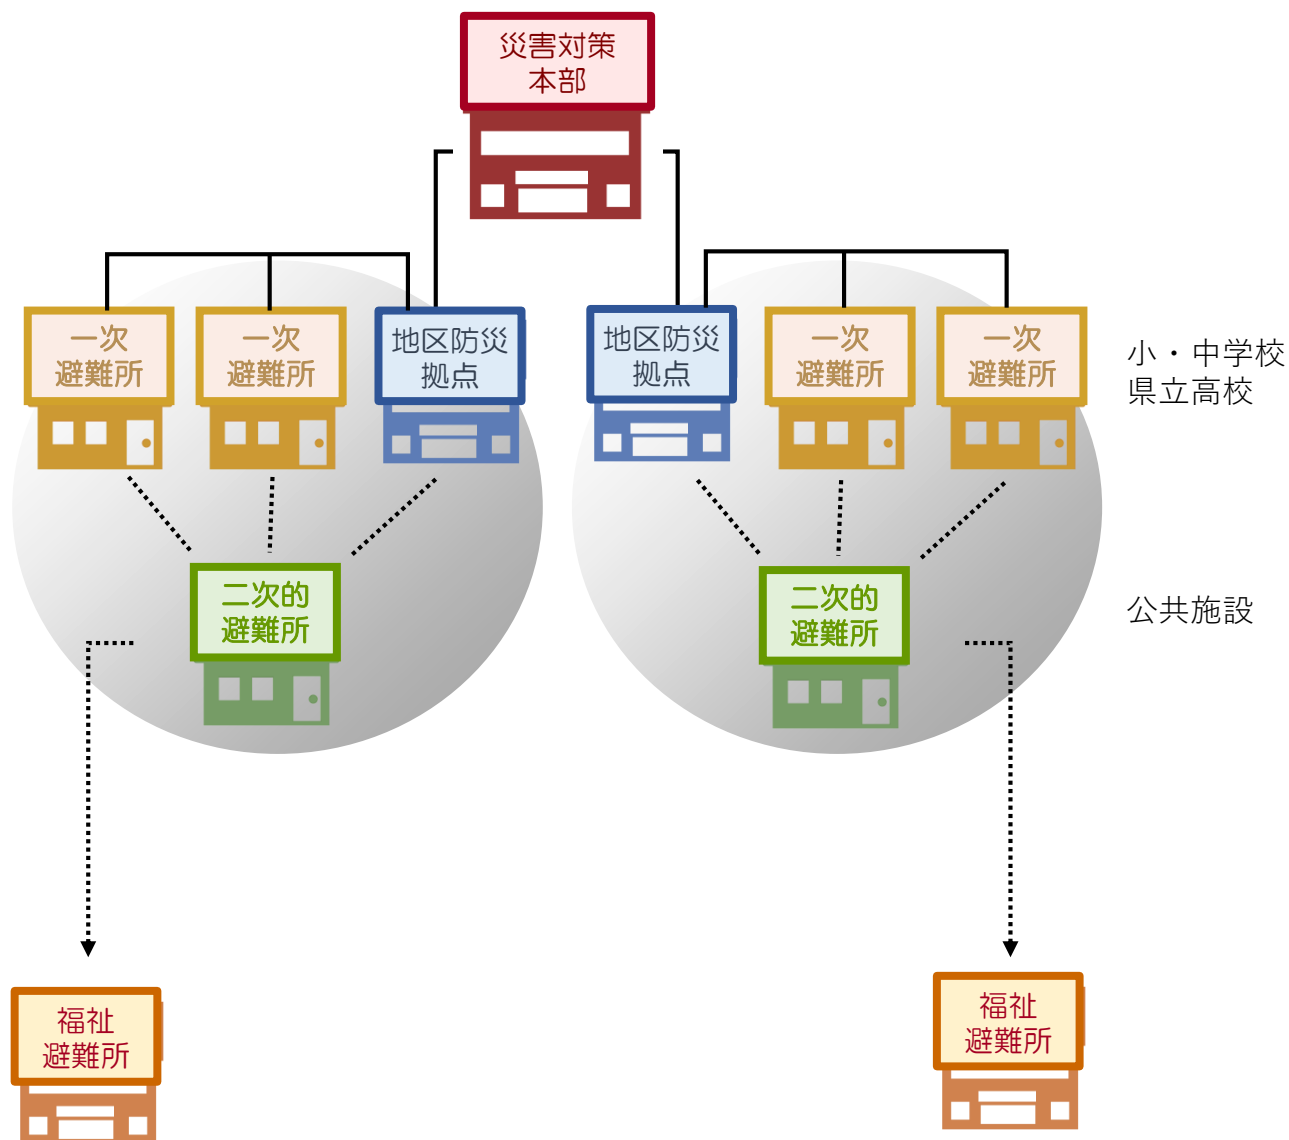 災害対策
本部
一次
避難所
一次
避難所
地区防災
拠点
地区防災
拠点
一次
避難所
一次
避難所
小・中学校
県立高校
二次的
避難所
二次的
避難所
公共施設
福祉
避難所
福祉
避難所